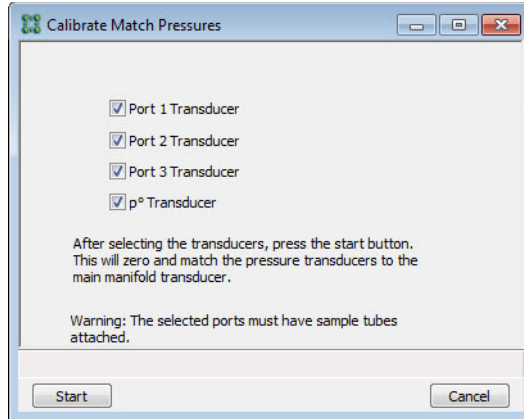 Calibrate Match Pressures
Port 1 Transducer
Port 2 Transducer
Port 3 Transducer
p° Transducer
After selecting the transducers, press the start button.
This will zero and match the pressure transducers to the
main manifold transducer.
Warning: The selected ports must have sample tubes
attached.
Start Cancel